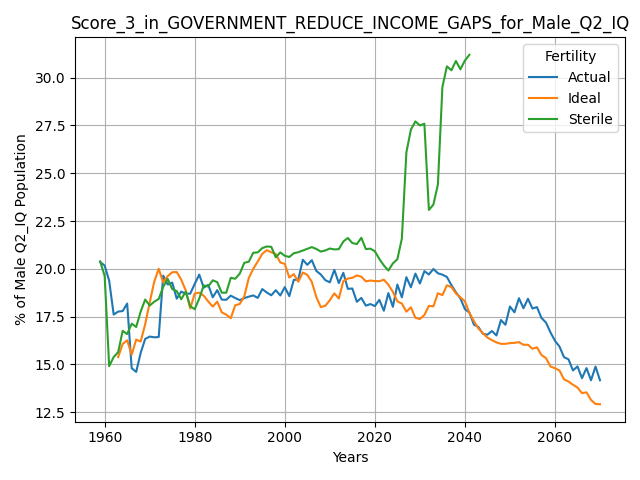 Score_3_in_GOVERNMENT_REDUCE_INCOME_GAPS_for_Male_Q2_IQ
Fertility
Actual
Ideal
Sterile
% of Male Q2_IQ Population
30.0
27.5
25.0
22.5
20.0
17.5
15.0
12.5
1960 1980 2000 2020 2040 2060
Years